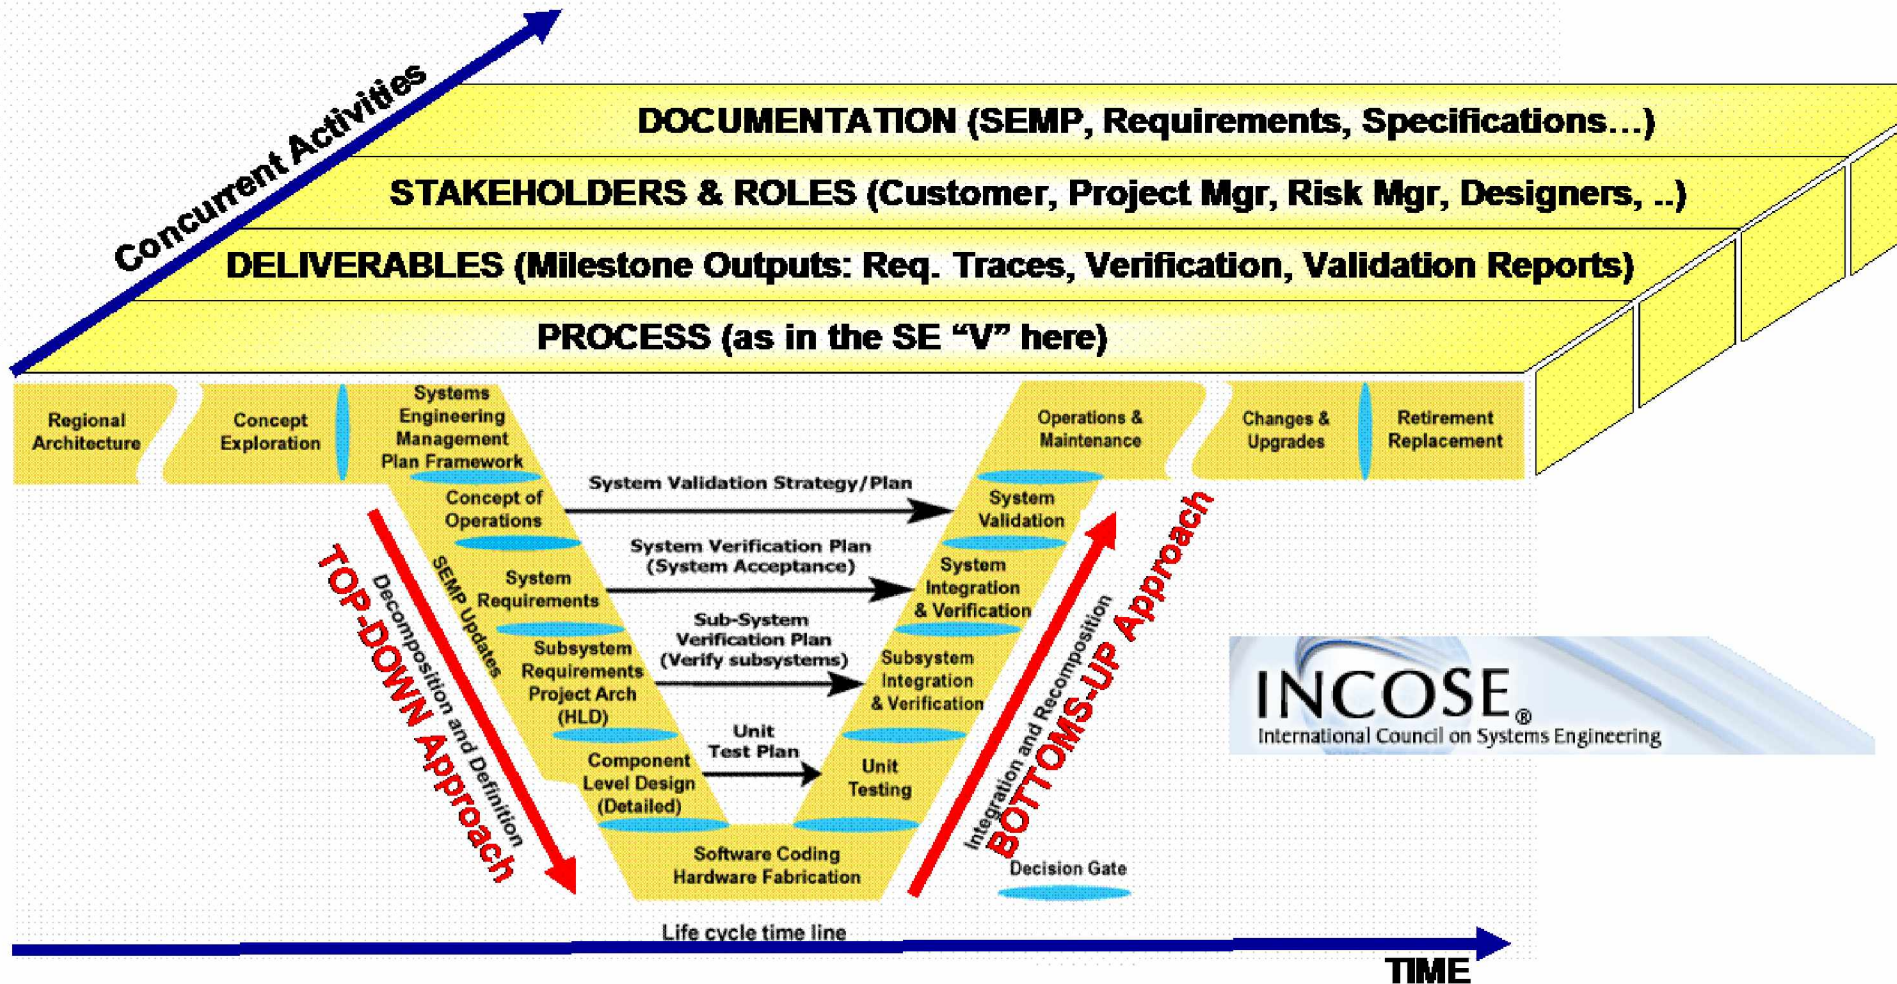 Concurrent Activities
DOCUMENTATION (SEMP, Requirements, Specifications...)
STAKEHOLDERS & ROLES (Customer, Project Mgr, Risk Mgr, Designers, ..)
DELIVERABLES (Milestone Outputs: Req. Traces, Verification, Validation Reports)
PROCESS (as in the SE “V” here)
Regional
Architecture
Concept
Exploration
Systems
Engineering
Management
Plan Framework
Operations &
Maintenance
Changes &
Upgrades
Retirement
Replacement
Concept of
Operations
System Validation Strategy/Plan
System
Validation
System
Requirements
System Verification Plan
(System Acceptance)
System
Integration
& Verification
Subsystem
Requirements
Project Arch
(HLD)
Sub-System
Verification Plan
(Verify subsystems)
Subsystem
Integration
& Verification
Component
Level Design
(Detailed)
Unit
Test Plan
Unit
Testing
Software Coding
Hardware Fabrication
SEMP Updates
Decomposition and Definition
TOP-DOWN Approach
Integration and Recomposition
BOTTOMS-UP Approach
INCOSE®
International Council on Systems Engineering
Decision Gate
Life cycle time line
TIME